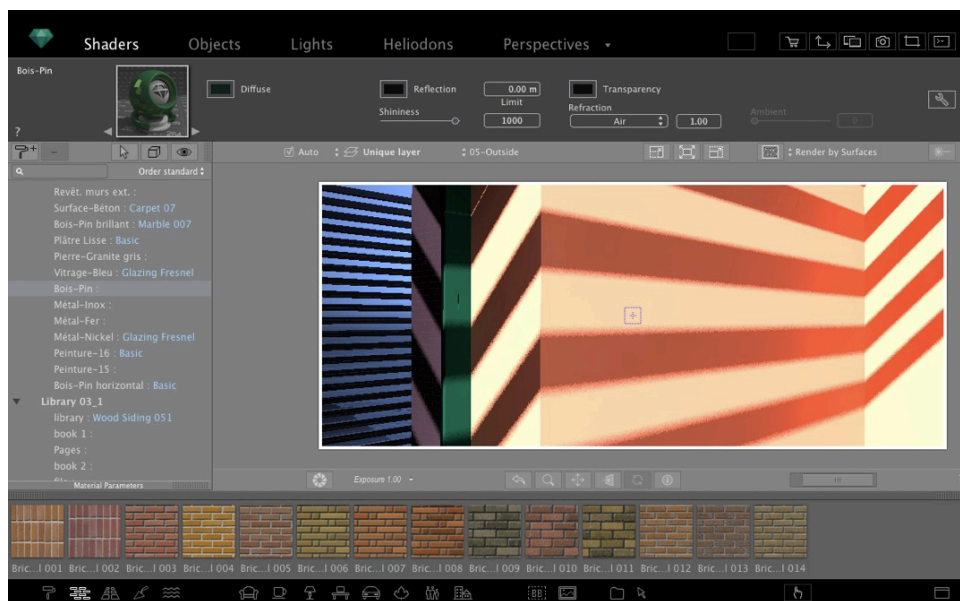 Shaders Objects Lights Heliodons Perspectives
Bois-Pin
Diffuse
Reflection
0.00 m
Transparency
Limit
Refraction
Shininess
1000
Air
1.00
Ambient
0
?
Auto
Unique layer
05-Outside
Render by Surfaces
Order standard
Revêt. murs ext. :
Surface-Béton : Carpet 07
Bois-Pin brillant : Marble 007
Plâtre Lisse : Basic
Pierre-Granite gris :
Vitrage-Bleu : Glazing Fresnel
Bois-Pin :
Métal-Inox :
Métal-Fer :
Métal-Nickel : Glazing Fresnel
Peinture-16 : Basic
Peinture-15 :
Bois-Pin horizontal : Basic
Library 03_1
library : Wood Siding 051
book 1 :
Pages :
book 2 :
Material Parameters
Exposure 1.00
Bric...l 001 Bric...l 002 Bric...l 003 Bric...l 004 Bric...l 005 Bric...l 006 Bric...l 007 Bric...l 008 Bric...l 009 Bric...l 010 Bric...l 011 Bric...l 012 Bric...l 013 Bric...l 014